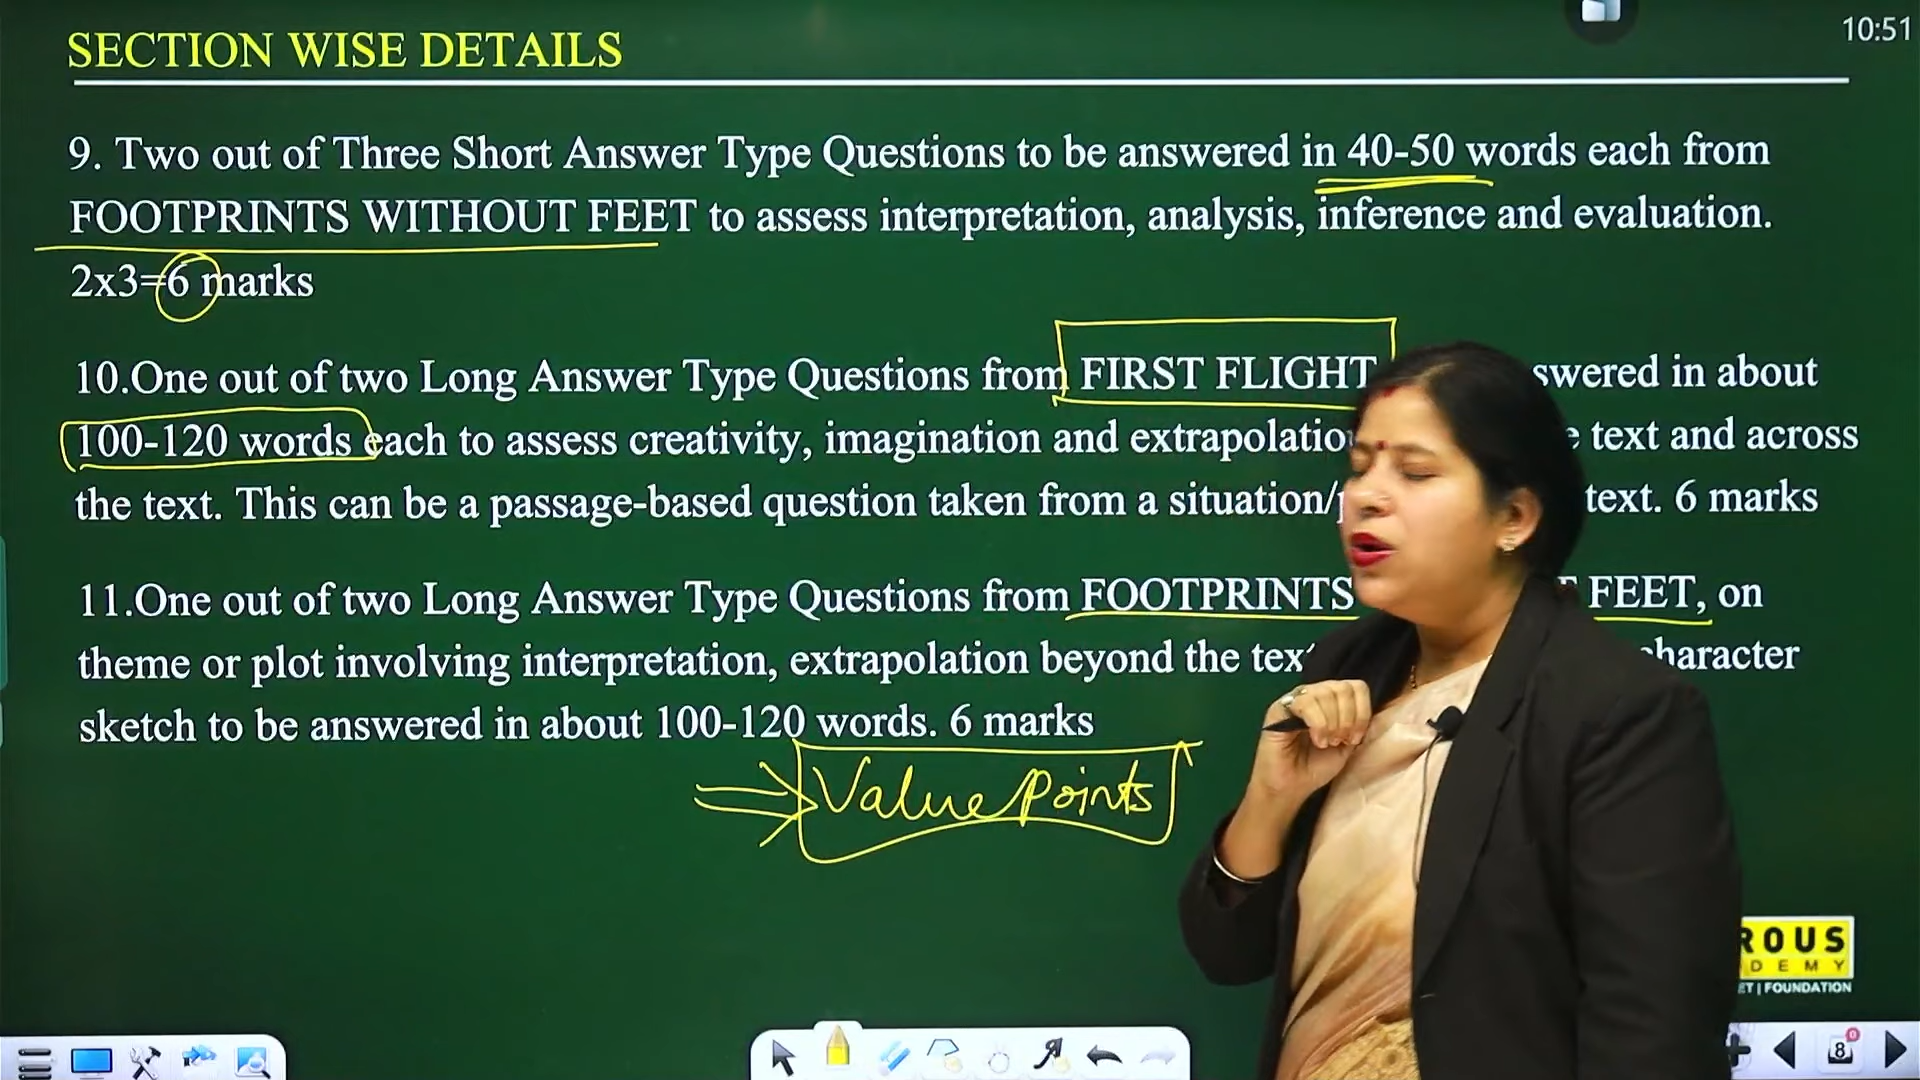 SECTION WISE DETAILS
10:51
9. Two out of Three Short Answer Type Questions to be answered in 40-50 words each from
FOOTPRINTS WITHOUT FEET to assess interpretation, analysis, inference and evaluation.
2x3=6 marks
10.One out of two Long Answer Type Questions from FIRST FLIGHT swered in about
100-120 words each to assess creativity, imagination and extrapolatio e text and across
the text. This can be a passage-based question taken from a situation/ text. 6 marks
11.One out of two Long Answer Type Questions from FOOTPRINTS FEET, on
theme or plot involving interpretation, extrapolation beyond the tex haracter
sketch to be answered in about 100-120 words. 6 marks
Value points
ROUS
DEMY
ET | FOUNDATION
8
0